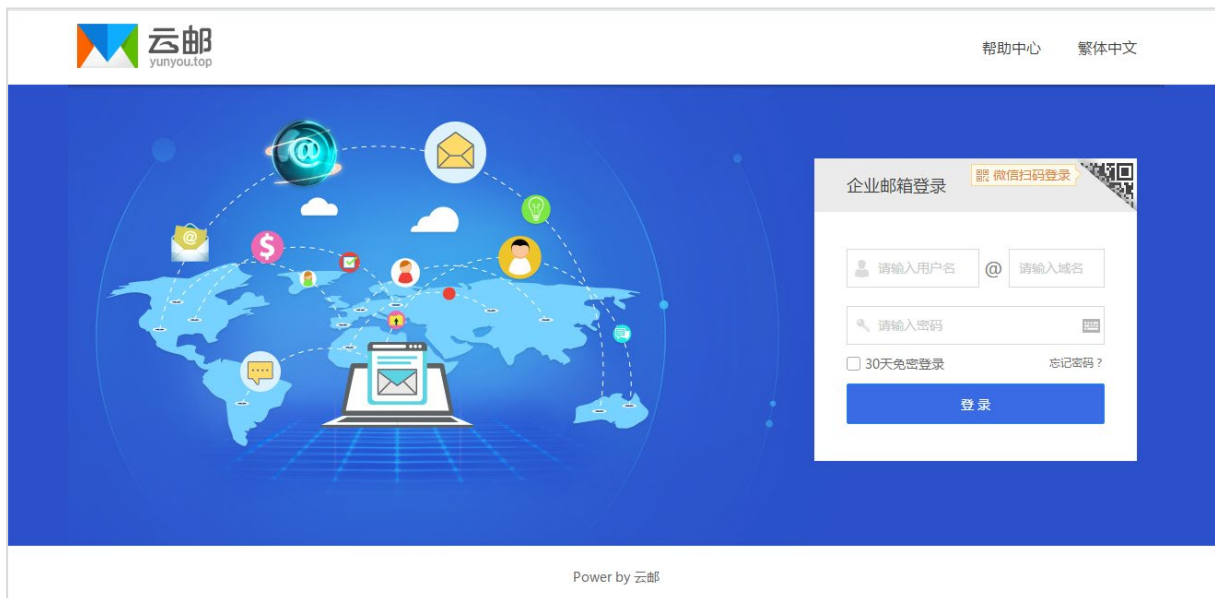 云邮
yunyou.top
帮助中心 繁体中文
企业邮箱登录
微信扫码登录
请输入用户名 @ 请输入域名
请输入密码
30天免密登录 忘记密码？
登录
Power by 云邮